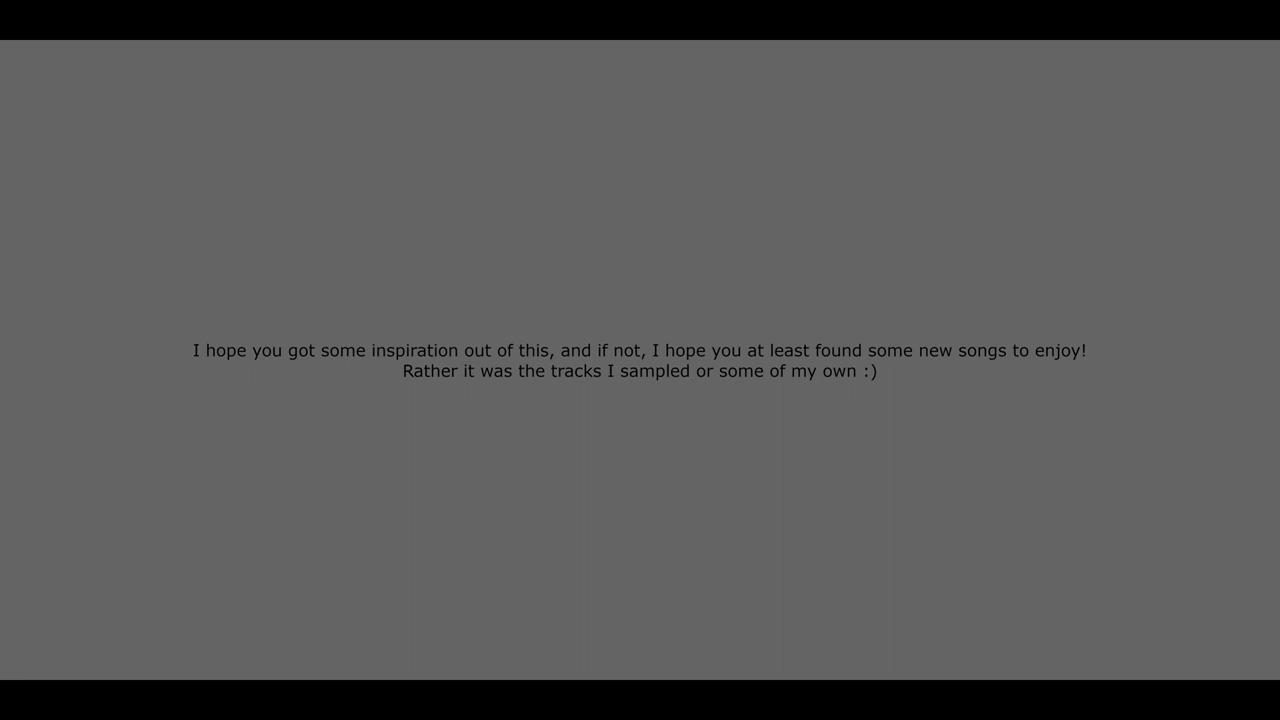 I hope you got some inspiration out of this, and if not, I hope you at least found some new songs to enjoy!
Rather it was the tracks I sampled or some of my own :)